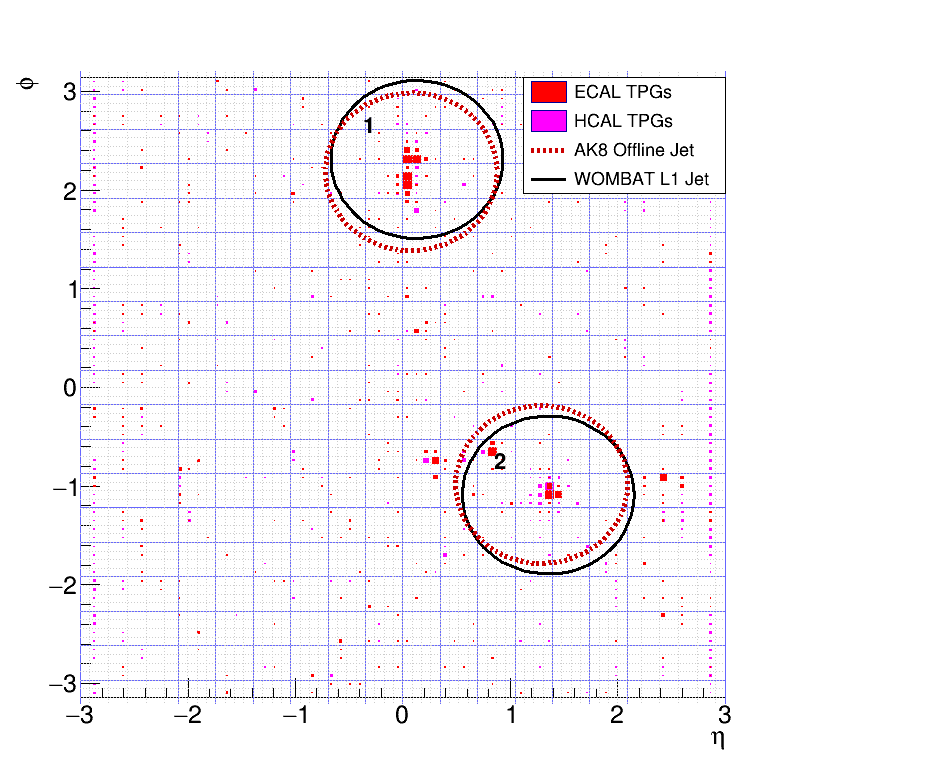 ϕ
3
2
1
0
−1
−2
−3
−3 −2 −1 0 1 2 3
η
ECAL TPGs
HCAL TPGs
AK8 Offline Jet
WOMBAT L1 Jet
1
2